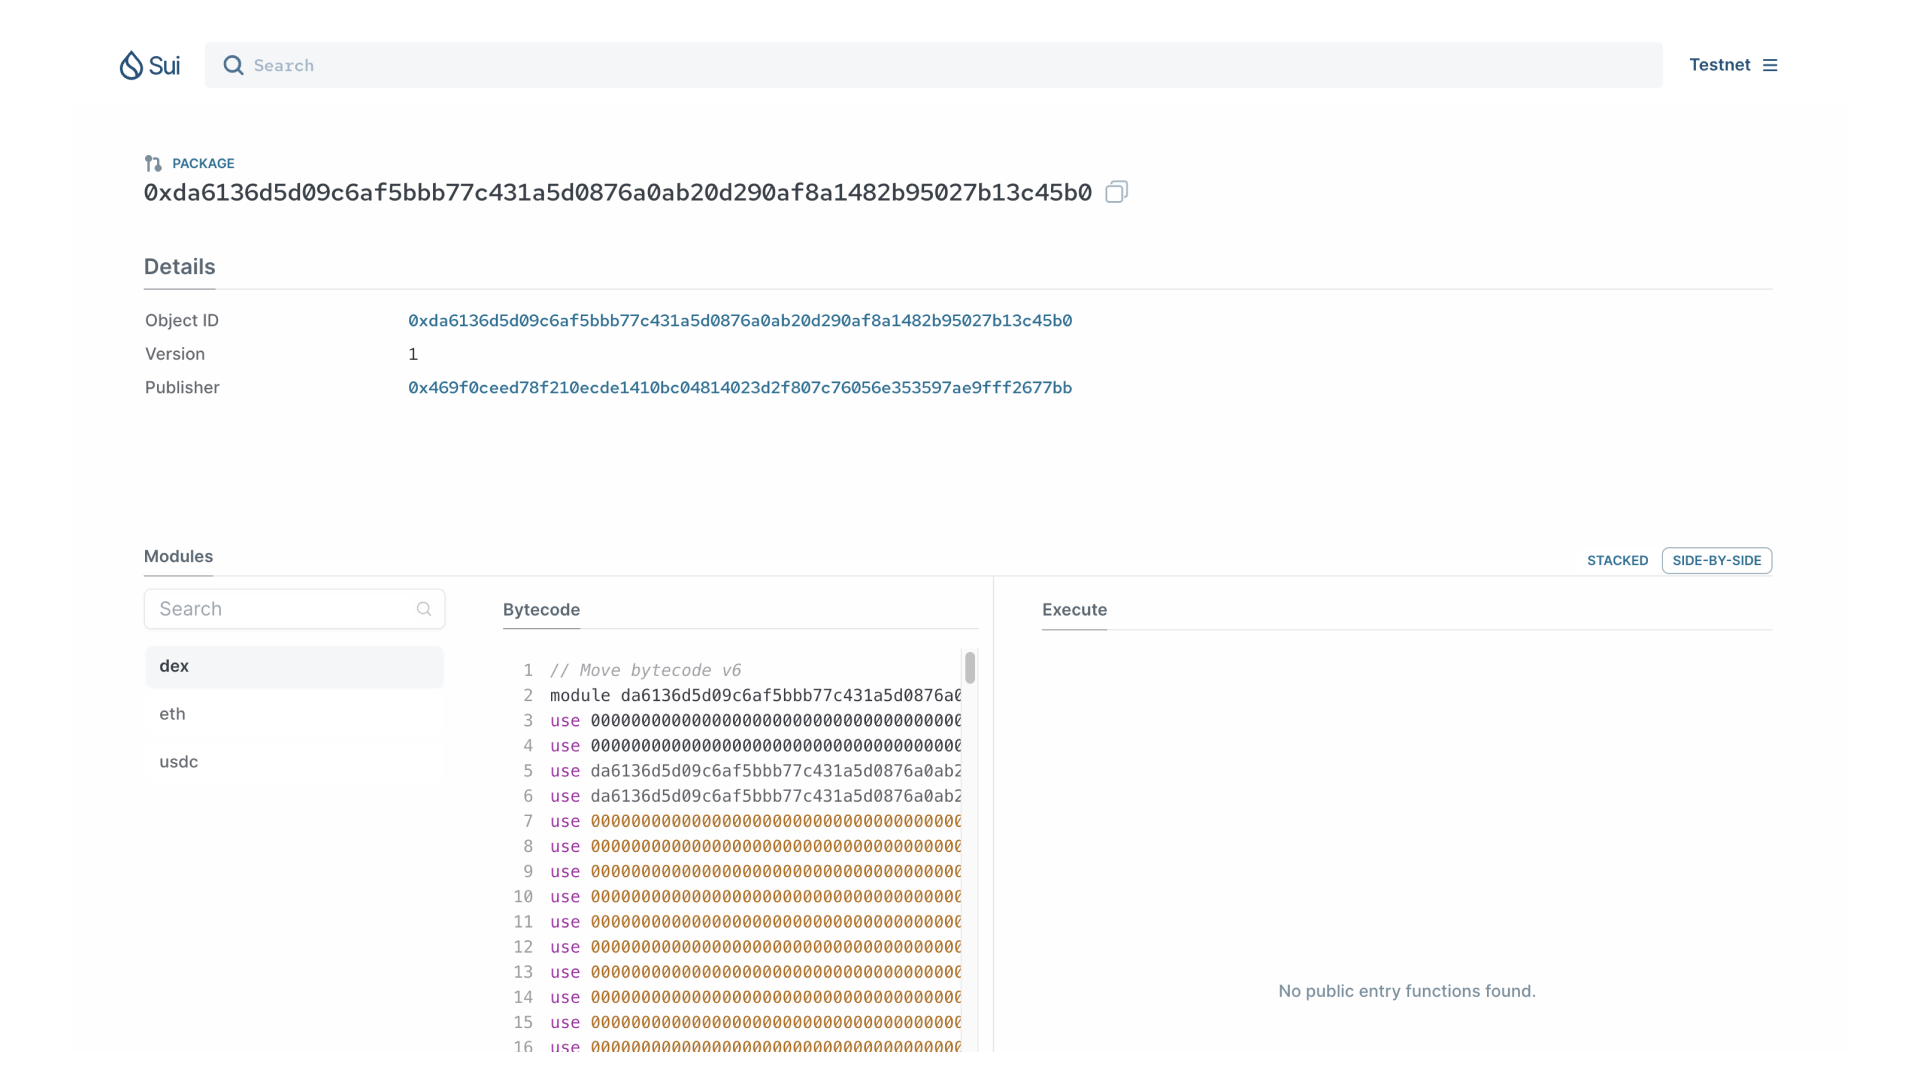 Sui
Search
Testnet
PACKAGE
0xda6136d5d09c6af5bbb77c431a5d0876a0ab20d290af8a1482b95027b13c45b0
Details
Object ID 0xda6136d5d09c6af5bbb77c431a5d0876a0ab20d290af8a1482b95027b13c45b0
Version 1
Publisher 0x469f0ceed78f210ecde1410bc04814023d2f807c76056e353597ae9fff2677bb
Modules
STACKED SIDE-BY-SIDE
Search
dex
eth
usdc
Bytecode
1 // Move bytecode v6
2 module da6136d5d09c6af5bbb77c431a5d0876a0
3 use 0000000000000000000000000000000000000
4 use 0000000000000000000000000000000000000
5 use da6136d5d09c6af5bbb77c431a5d0876a0ab2
6 use da6136d5d09c6af5bbb77c431a5d0876a0ab2
7 use 0000000000000000000000000000000000000
8 use 0000000000000000000000000000000000000
9 use 0000000000000000000000000000000000000
10 use 0000000000000000000000000000000000000
11 use 0000000000000000000000000000000000000
12 use 0000000000000000000000000000000000000
13 use 0000000000000000000000000000000000000
14 use 0000000000000000000000000000000000000
15 use 0000000000000000000000000000000000000
16 use 0000000000000000000000000000000000000
Execute
No public entry functions found.